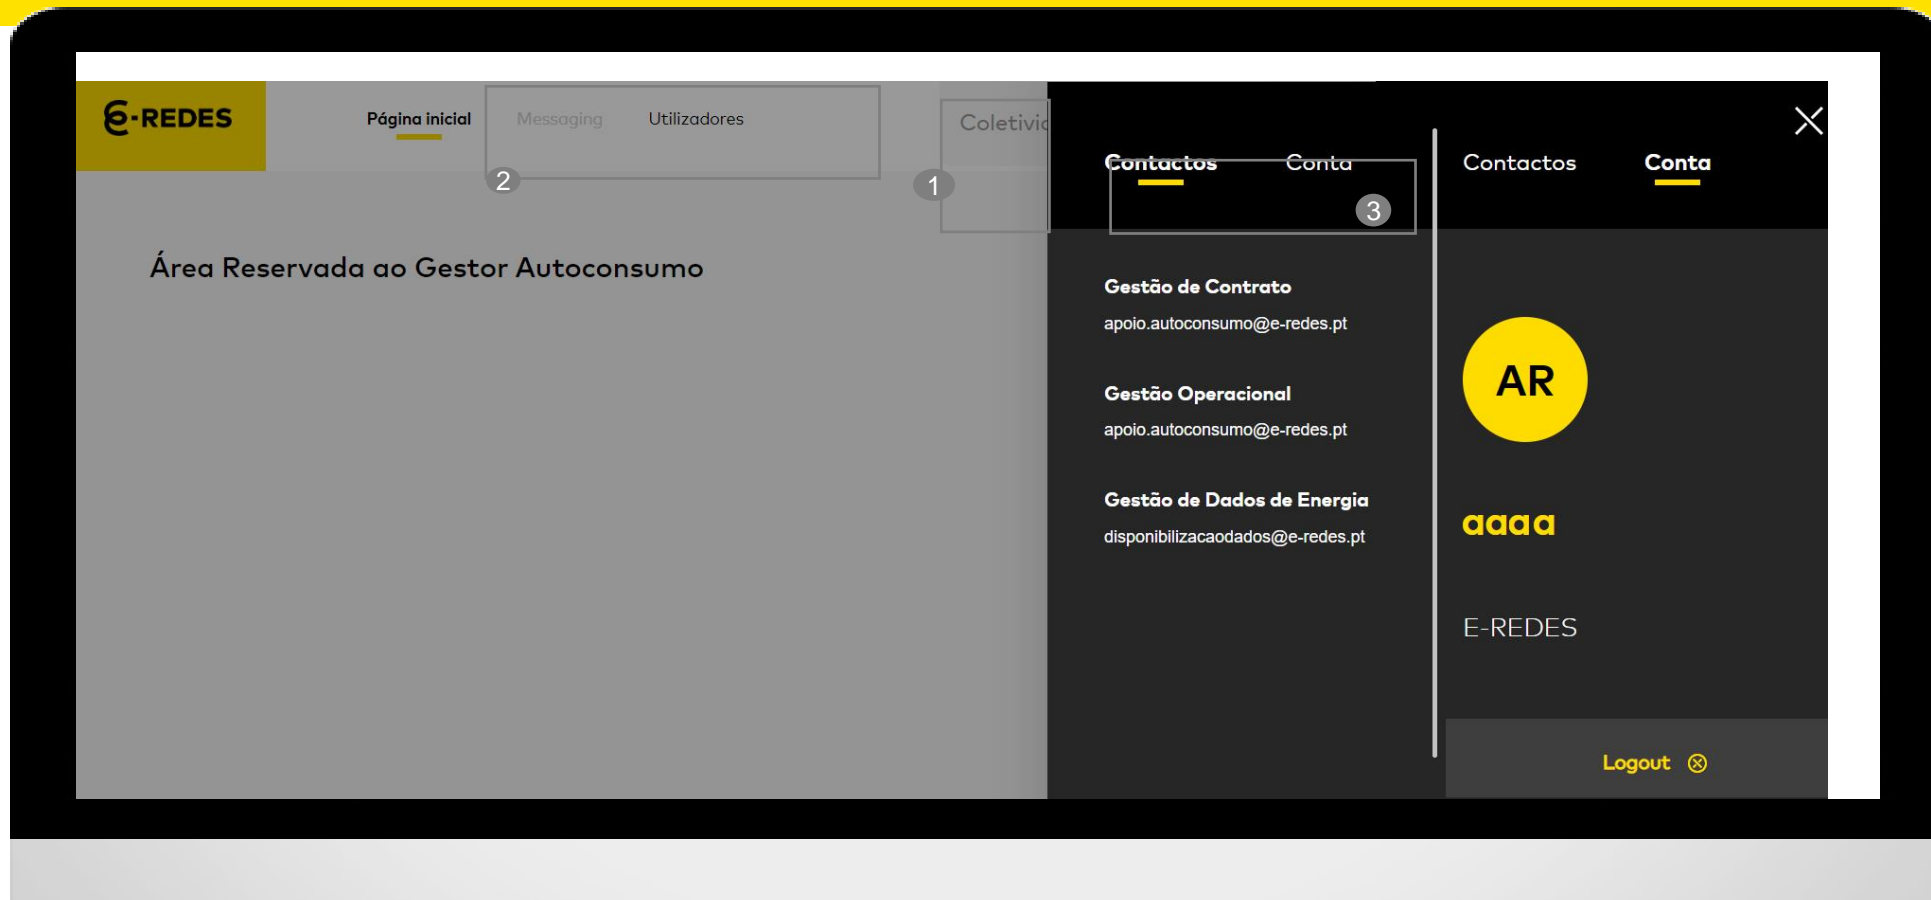 E-REDES
Página inicial
Messaging
Utilizadores
2
1
Área Reservada ao Gestor Autoconsumo
Contactos
Conta
3
Gestão de Contrato
apoio.autoconsumo@e-redes.pt
Gestão Operacional
apoio.autoconsumo@e-redes.pt
Gestão de Dados de Energia
disponibilizacaodados@e-redes.pt
Contactos
Conta
AR
aaaa
E-REDES
Logout